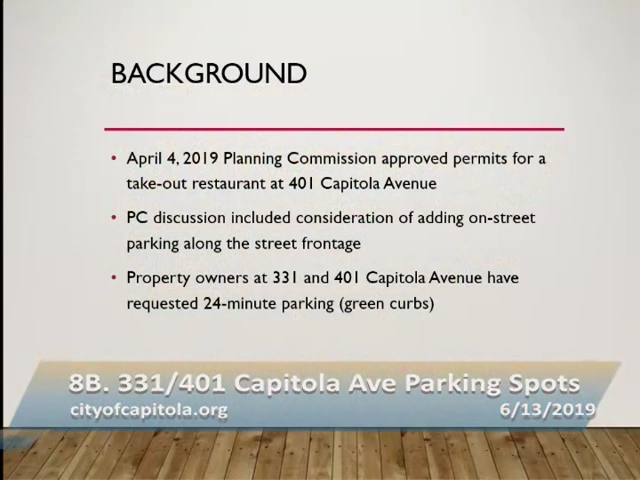 BACKGROUND
• April 4, 2019 Planning Commission approved permits for a
take-out restaurant at 401 Capitola Avenue
• PC discussion included consideration of adding on-street
parking along the street frontage
• Property owners at 331 and 401 Capitola Avenue have
requested 24-minute parking (green curbs)
8B. 331/401 Capitola Ave Parking Spots
cityofcapitola.org 6/13/2019